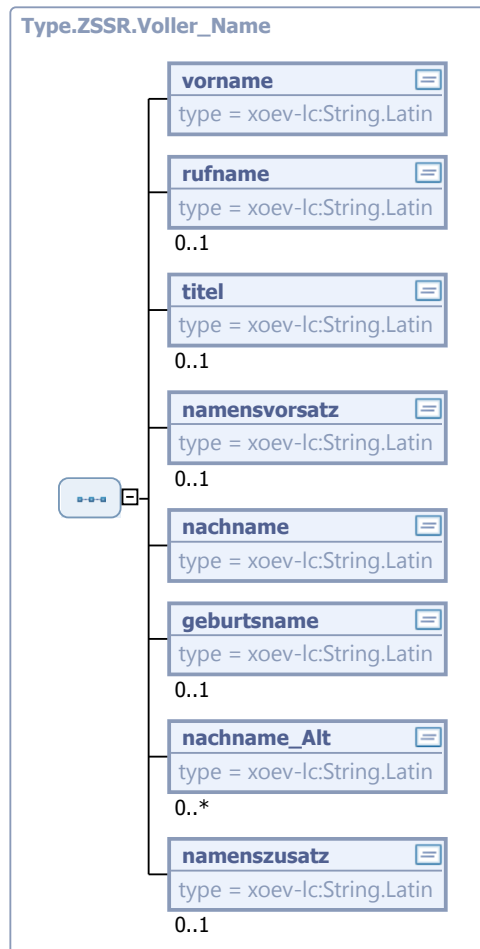 Type.ZSSR.Voller_Name
vorname
type = xoev-lc:String.Latin
rufname
type = xoev-lc:String.Latin
0..1
titel
type = xoev-lc:String.Latin
0..1
namensvorsatz
type = xoev-lc:String.Latin
0..1
nachname
type = xoev-lc:String.Latin
geburtsname
type = xoev-lc:String.Latin
0..1
nachname_Alt
type = xoev-lc:String.Latin
0..*
namenszusatz
type = xoev-lc:String.Latin
0..1